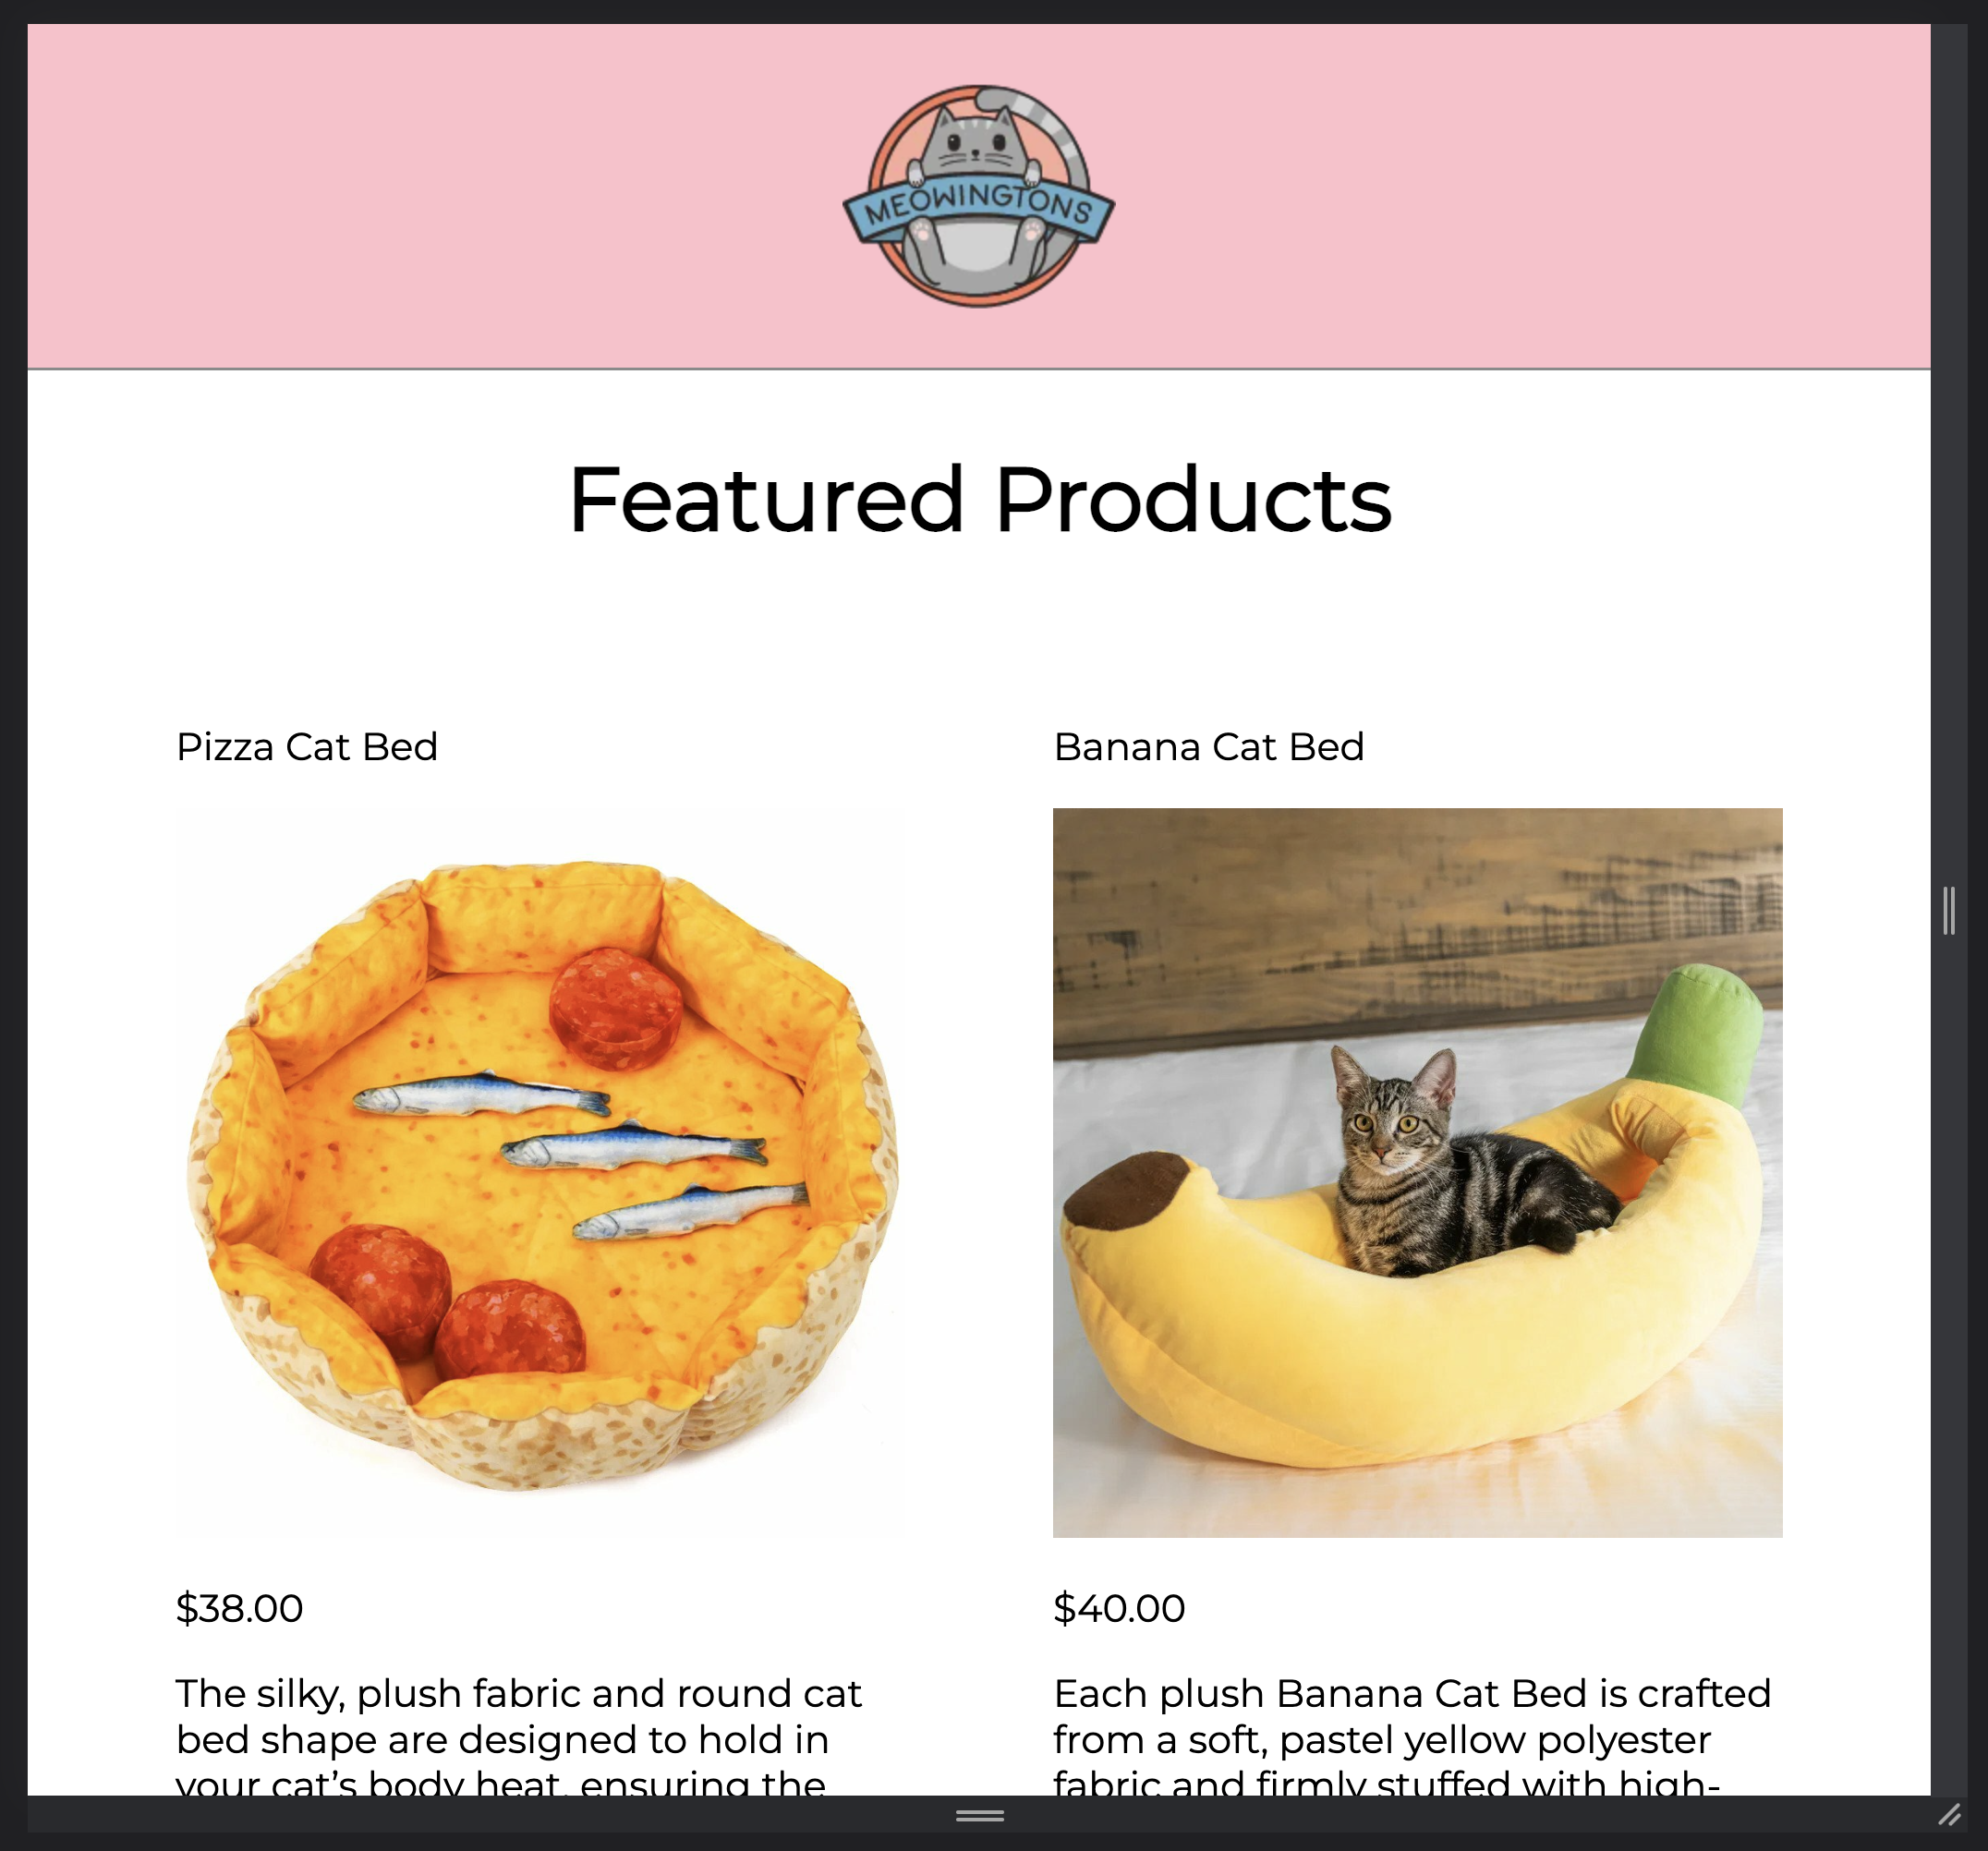 MEOWINGTONS
Featured Products
Pizza Cat Bed
$38.00
The silky, plush fabric and round cat
bed shape are designed to hold in
your cat’s body heat, ensuring the
Banana Cat Bed
$40.00
Each plush Banana Cat Bed is crafted
from a soft, pastel yellow polyester
fabric and firmly stuffed with high-